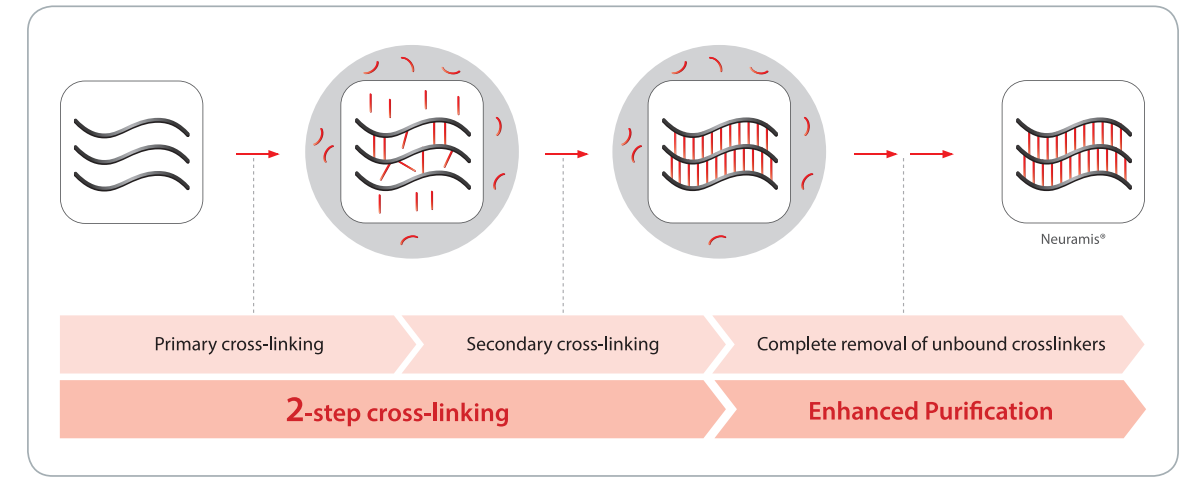 Neuramis®
Primary cross-linking
Secondary cross-linking
Complete removal of unbound crosslinkers
2-step cross-linking
Enhanced Purification